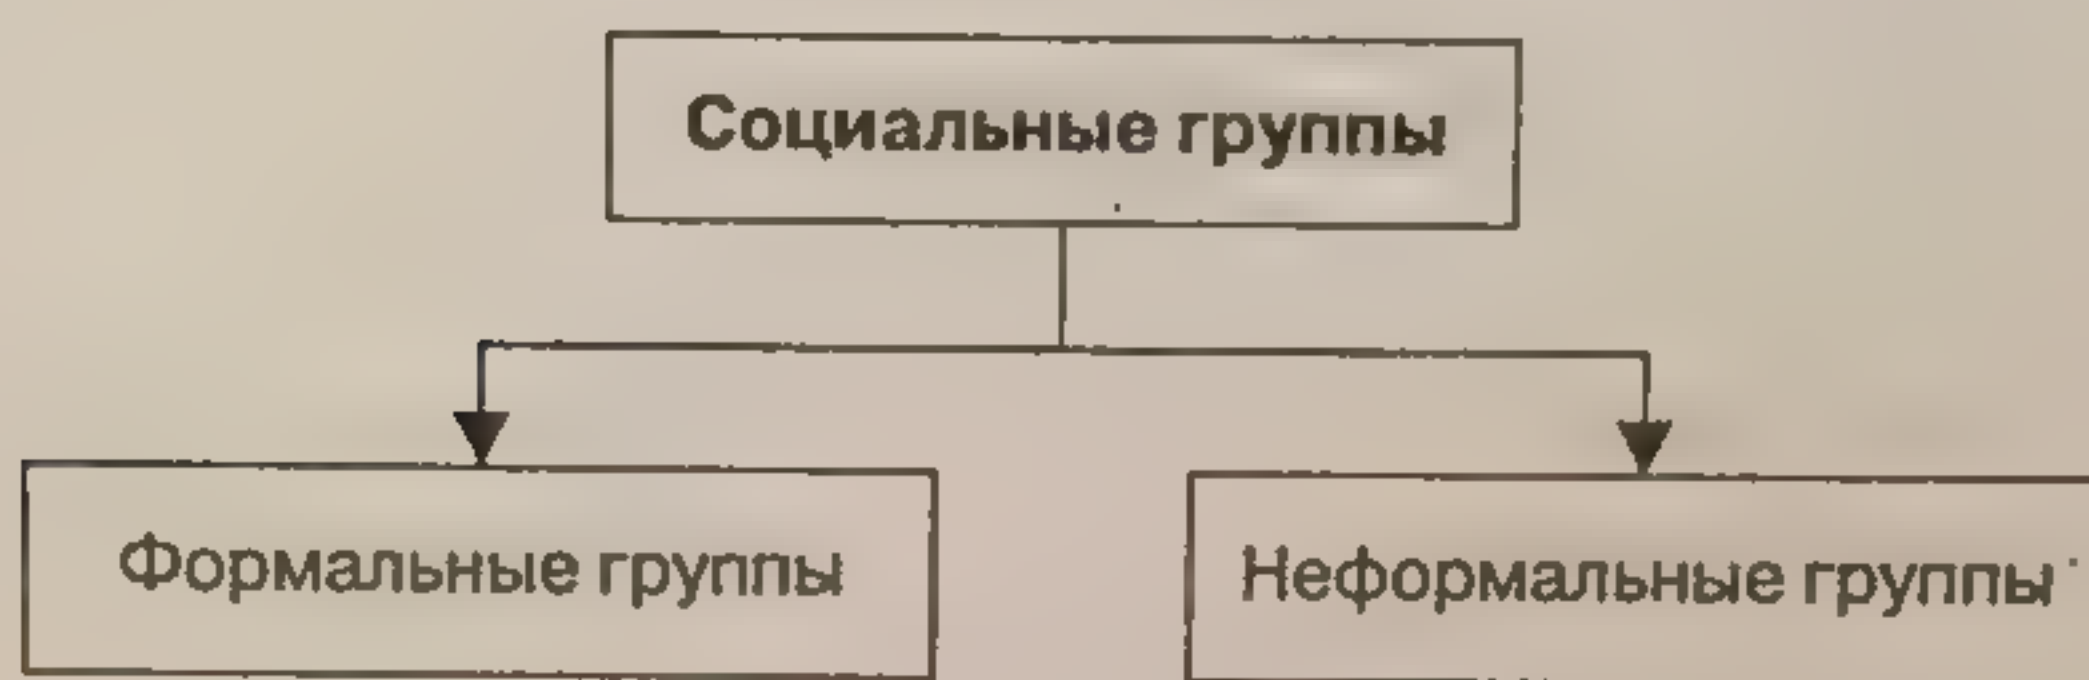 Социальные группы
Формальные группы
Неформальные группы